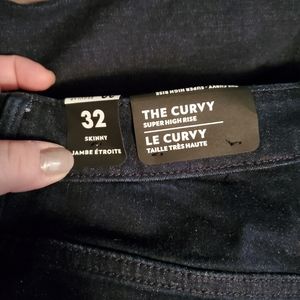 32
SKINNY
JAMBE ÉTROITE
THE CURVY
SUPER HIGH RISE
LE CURVY
TAILLE TRÈS HAUTE